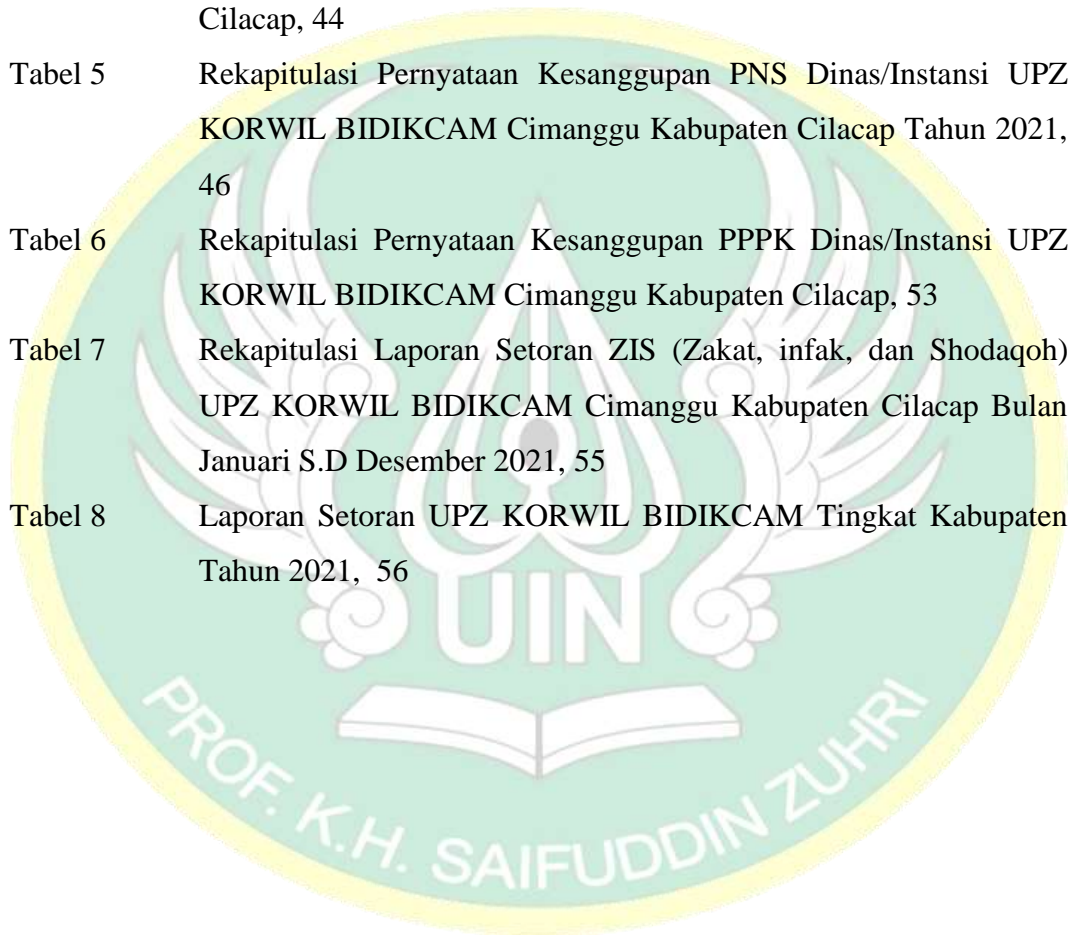 Cilacap, 44
Tabel 5 Rekapitulasi Pernyataan Kesanggupan PNS Dinas/Instansi UPZ
KORWIL BIDIKCAM Cimanggu Kabupaten Cilacap Tahun 2021,
46
Tabel 6 Rekapitulasi Pernyataan Kesanggupan PPPK Dinas/Instansi UPZ
KORWIL BIDIKCAM Cimanggu Kabupaten Cilacap, 53
Tabel 7 Rekapitulasi Laporan Setoran ZIS (Zakat, infak, dan Shodaqoh)
UPZ KORWIL BIDIKCAM Cimanggu Kabupaten Cilacap Bulan
Januari S.D Desember 2021, 55
Tabel 8 Laporan Setoran UPZ KORWIL BIDIKCAM Tingkat Kabupaten
Tahun 2021, 56
UIN
PROF. K.H. SAIFUDDIN ZUHRI